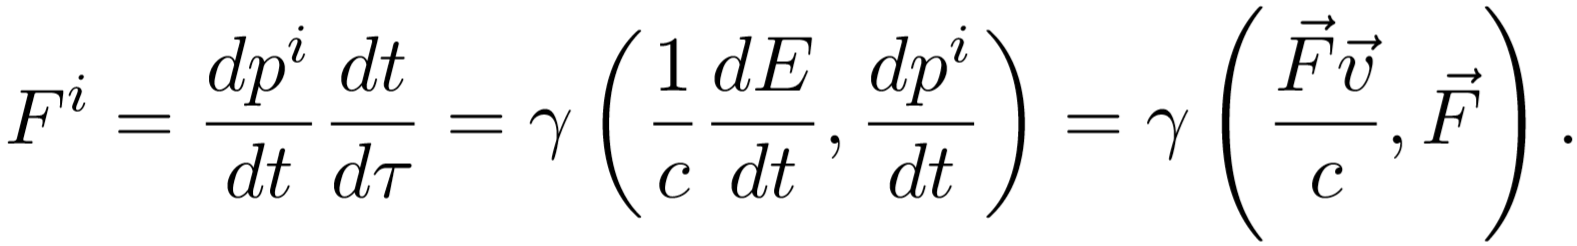 $F^i = \frac{dp^i}{dt} \frac{dt}{d\tau} = \gamma \left( \frac{1}{c} \frac{dE}{dt}, \frac{dp^i}{dt} \right) = \gamma \left( \frac{\vec{F}\vec{v}}{c}, \vec{F} \right).$